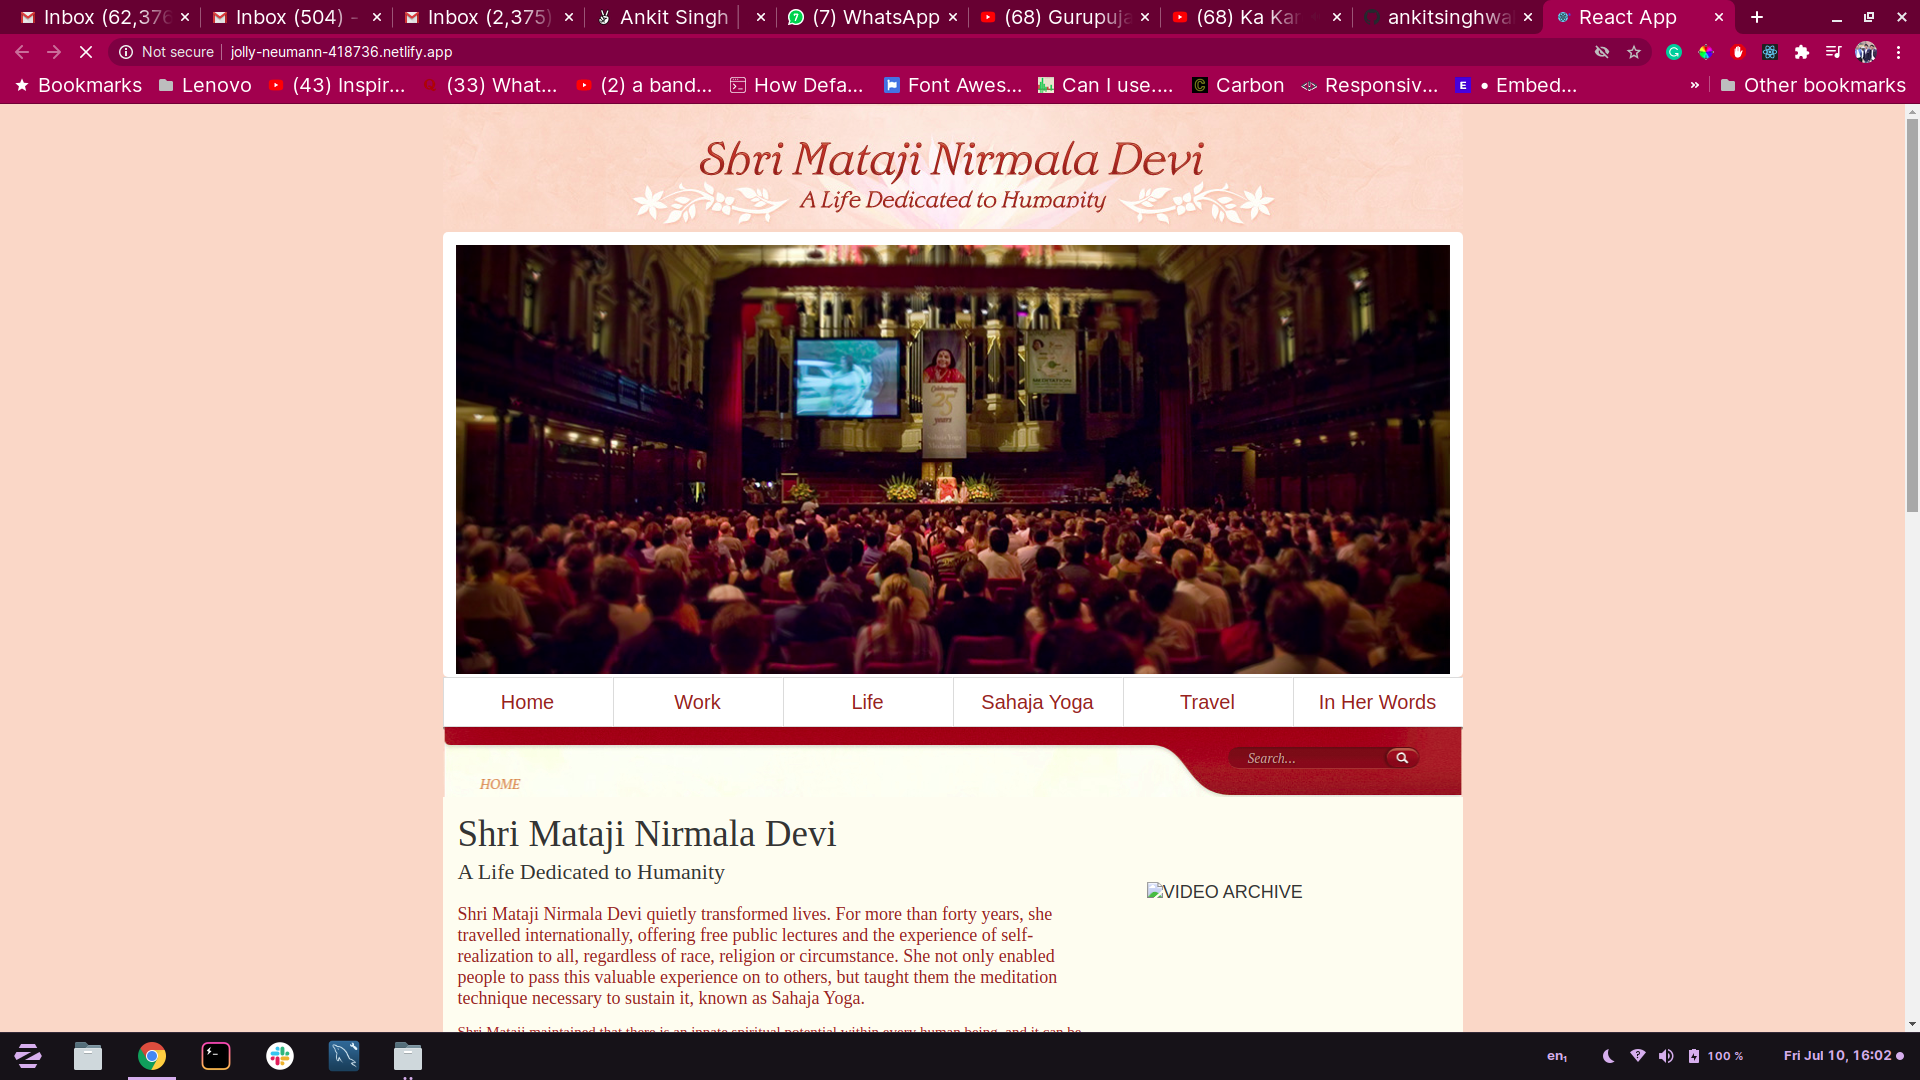 Inbox (62,376
Inbox (504) -
Inbox (2,375)
Ankit Singh
(7) WhatsApp
(68) Gurupuja
(68) Ka Kar
ankitsinghwa
React App
Not secure
jolly-neumann-418736.netlify.app
Bookmarks
Lenovo
(43) Inspir...
(33) What...
(2) a band...
How Defa...
Font Awes...
Can I use....
Carbon
Responsiv...
• Embed...
»
Other bookmarks
Shri Mataji Nirmala Devi
A Life Dedicated to Humanity
Celebrating
25
years
Home
Work
Life
Sahaja Yoga
Travel
In Her Words
Search...
HOME
Shri Mataji Nirmala Devi
A Life Dedicated to Humanity
VIDEO ARCHIVE
Shri Mataji Nirmala Devi quietly transformed lives. For more than forty years, she
travelled internationally, offering free public lectures and the experience of self-
realization to all, regardless of race, religion or circumstance. She not only enabled
people to pass this valuable experience on to others, but taught them the meditation
technique necessary to sustain it, known as Sahaja Yoga.
Shri Mataji maintained that there is an innate spiritual potential within every human being, and it can be
en₁
100 %
Fri Jul 10, 16:02